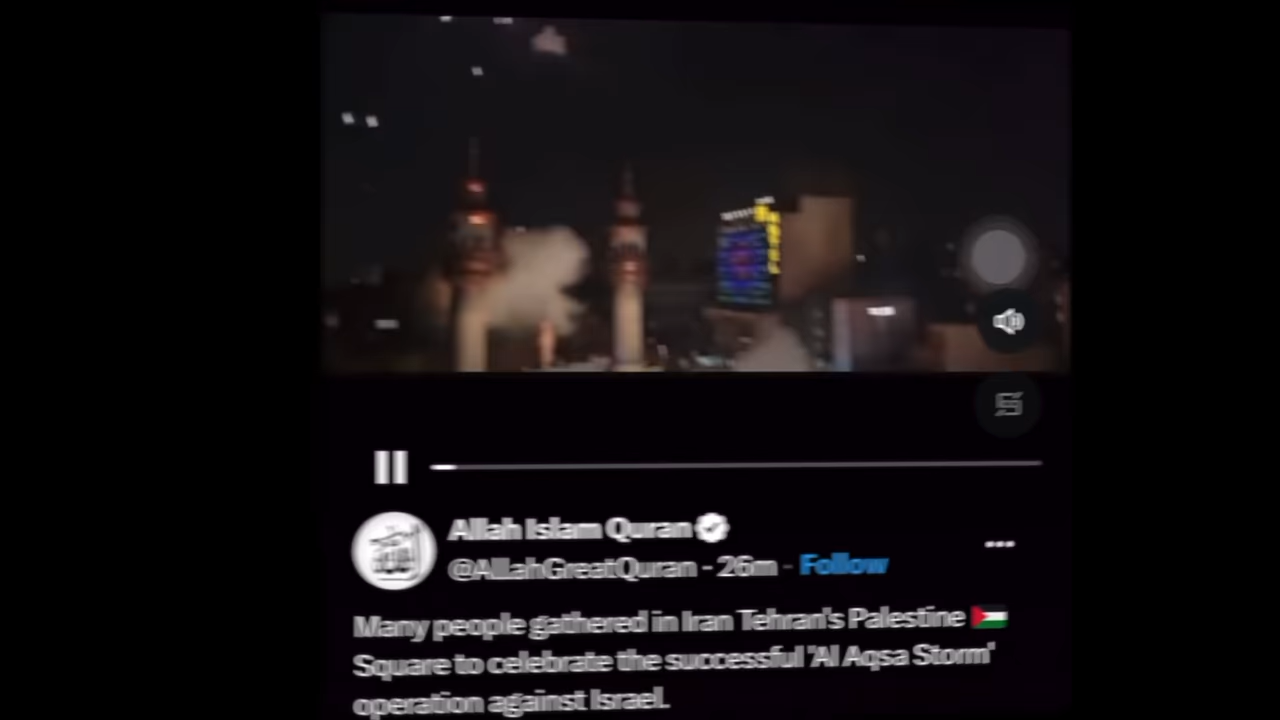 Allah Islam Quran
@AllahGreatQuran · 26m · Follow
Many people gathered in Iran Tehran's Palestine 🇵🇸
Square to celebrate the successful 'Al Aqsa Storm'
operation against Israel.